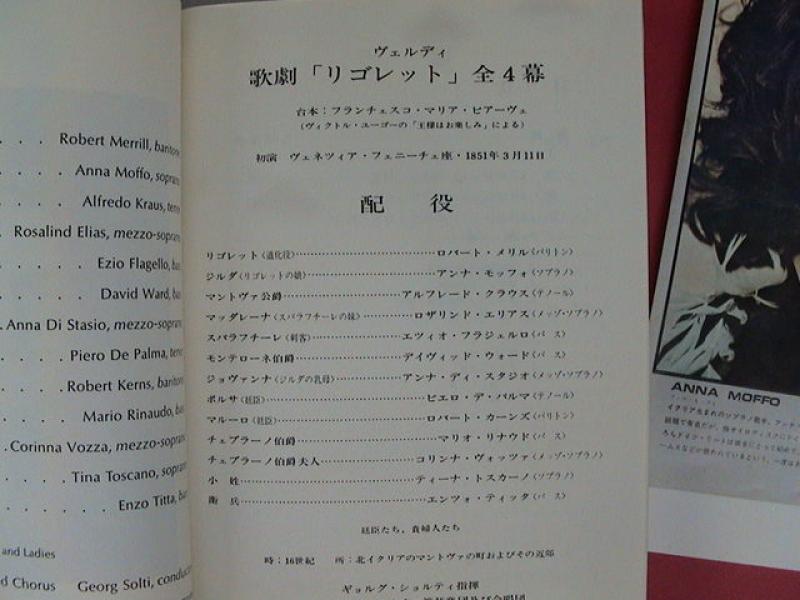 Robert Merrill, baritone
Anna Moffo, soprano
Alfredo Kraus, tenor
Rosalind Elias, mezzo-soprano
Ezio Flagello, bass
David Ward, bass
Anna Di Stasio, mezzo-soprano
Piero De Palma, tenor
Robert Kerns, baritone
Mario Rinaudo, bass
Corinna Vozza, mezzo-soprano
Tina Toscano, soprano
Enzo Titta, bass
and Ladies
d Chorus Georg Solti, conductor
ヴェルディ
歌劇「リゴレット」全4幕
台本:フランチェスコ・マリア・ピアーヴェ
(ヴィクトル・ユーゴーの「王様はお楽しみ」による)
初演 ヴェネツィア・フェニーチェ座・1851年3月11日
配 役
リゴレット〈道化役〉……ロバート・メリル〈バリトン〉
ジルダ〈リゴレットの娘〉……アンナ・モッフォ〈ソプラノ〉
マントヴァ公爵……アルフレード・クラウス〈テノール〉
マッダレーナ〈スパラフチーレの妹〉……ロザリンド・エリアス〈メッゾ・ソプラノ〉
スパラフチーレ〈刺客〉……エツィオ・フラジェルロ〈バス〉
モンテローネ伯爵……デイヴィッド・ウォード〈バス〉
ジョヴァンナ〈ジルダの乳母〉……アンナ・ディ・スタジオ〈メッゾ・ソプラノ〉
ボルサ〈廷臣〉……ピエロ・デ・パルマ〈テノール〉
マルーロ〈廷臣〉……ロバート・カーンズ〈バリトン〉
チェプラーノ伯爵……マリオ・リナウド〈バス〉
チェプラーノ伯爵夫人……コリンナ・ヴォッツァ〈メッゾ・ソプラノ〉
小 姓……ティーナ・トスカーノ〈ソプラノ〉
衛 兵……エンツォ・ティッタ〈バス〉
廷臣たち、貴婦人たち
時:16世紀 所:北イタリアのマントヴァの町およびその近郊
ギョルグ・ショルティ指揮
ANNA MOFFO